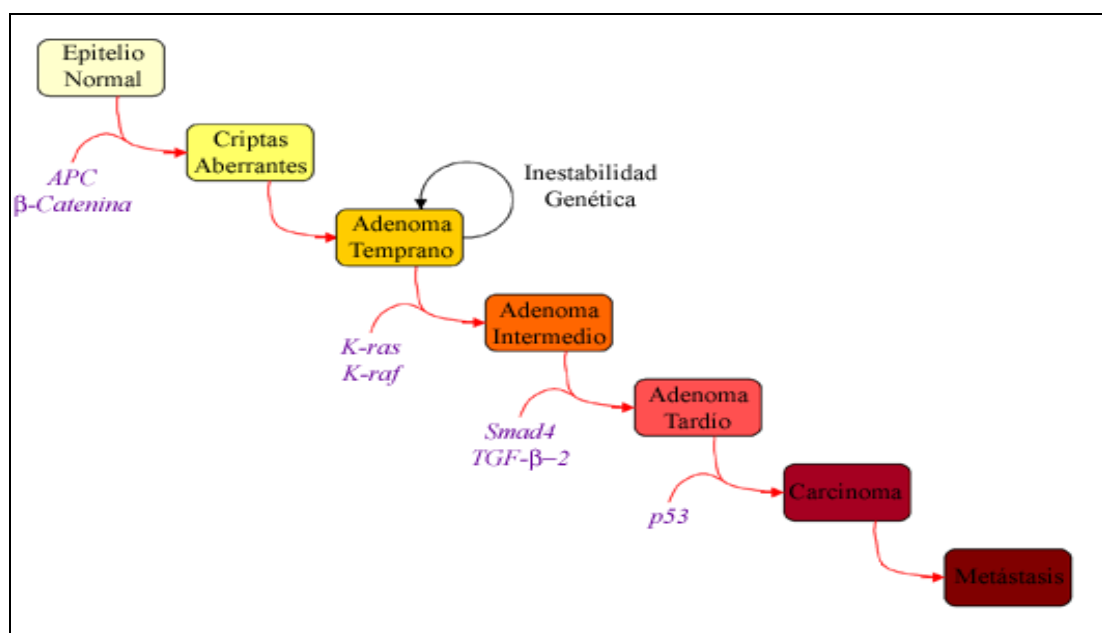 Epitelio
Normal
Criptas
Aberrantes
APC
β-Catenina
Inestabilidad
Genética
Adenoma
Temprano
Adenoma
Intermedio
K-ras
K-raf
Adenoma
Tardío
Smad4
TGF-β-2
Carcinoma
p53
Metástasis